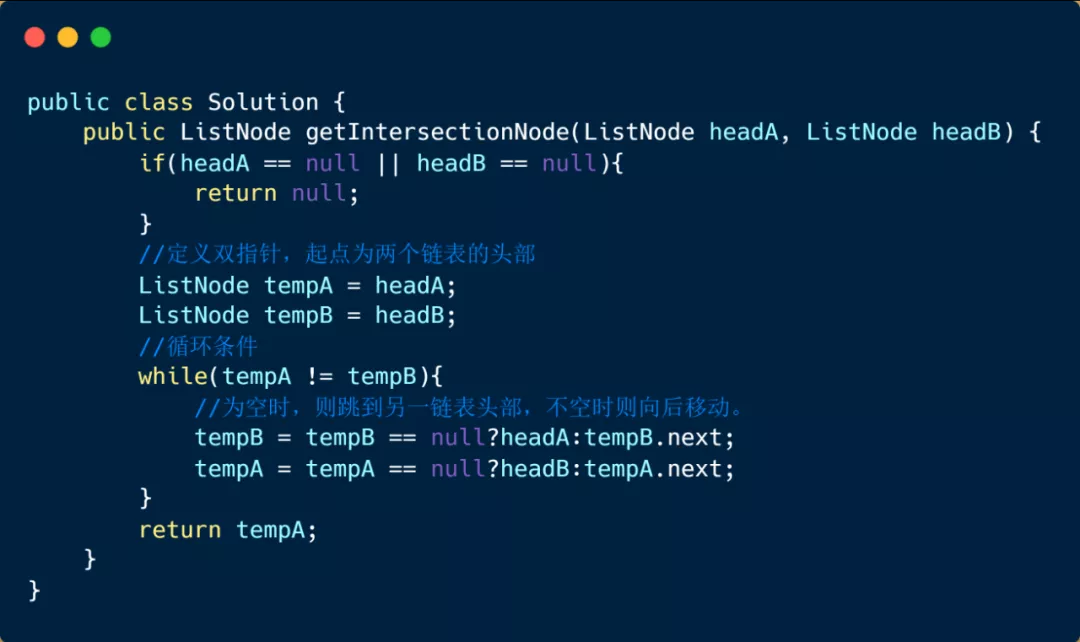 public class Solution {
    public ListNode getIntersectionNode(ListNode headA, ListNode headB) {
        if(headA == null || headB == null){
            return null;
        }
        //定义双指针，起点为两个链表的头部
        ListNode tempA = headA;
        ListNode tempB = headB;
        //循环条件
        while(tempA != tempB){
            //为空时，则跳到另一链表头部，不空时则向后移动。
            tempB = tempB == null?headA:tempB.next;
            tempA = tempA == null?headB:tempA.next;
        }
        return tempA;
    }
}